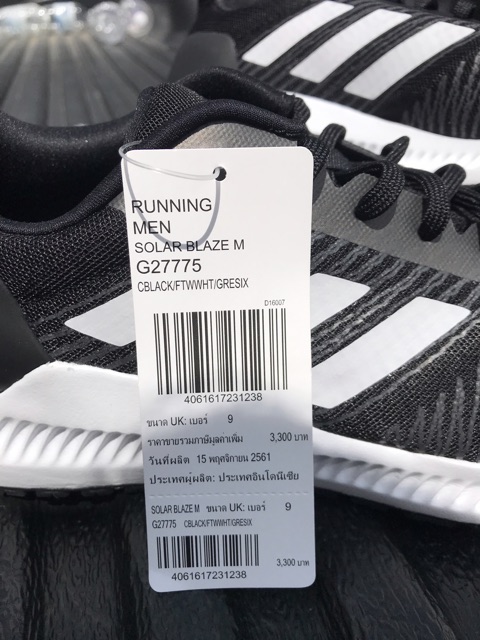 RUNNING
MEN
SOLAR BLAZE M
G27775
CBLACK/FTWWHT/GRESIX
D16007
4061617231238
ขนาด UK: เบอร์ 9
ราคาขายรวมภาษีมูลค่าเพิ่ม 3,300 บาท
วันที่ผลิต 15 พฤศจิกายน 2561
ประเทศผู้ผลิต: ประเทศอินโดนีเซีย
SOLAR BLAZE M ขนาด UK: เบอร์ 9
G27775 CBLACK/FTWWHT/GRESIX
3,300 บาท
4061617231238